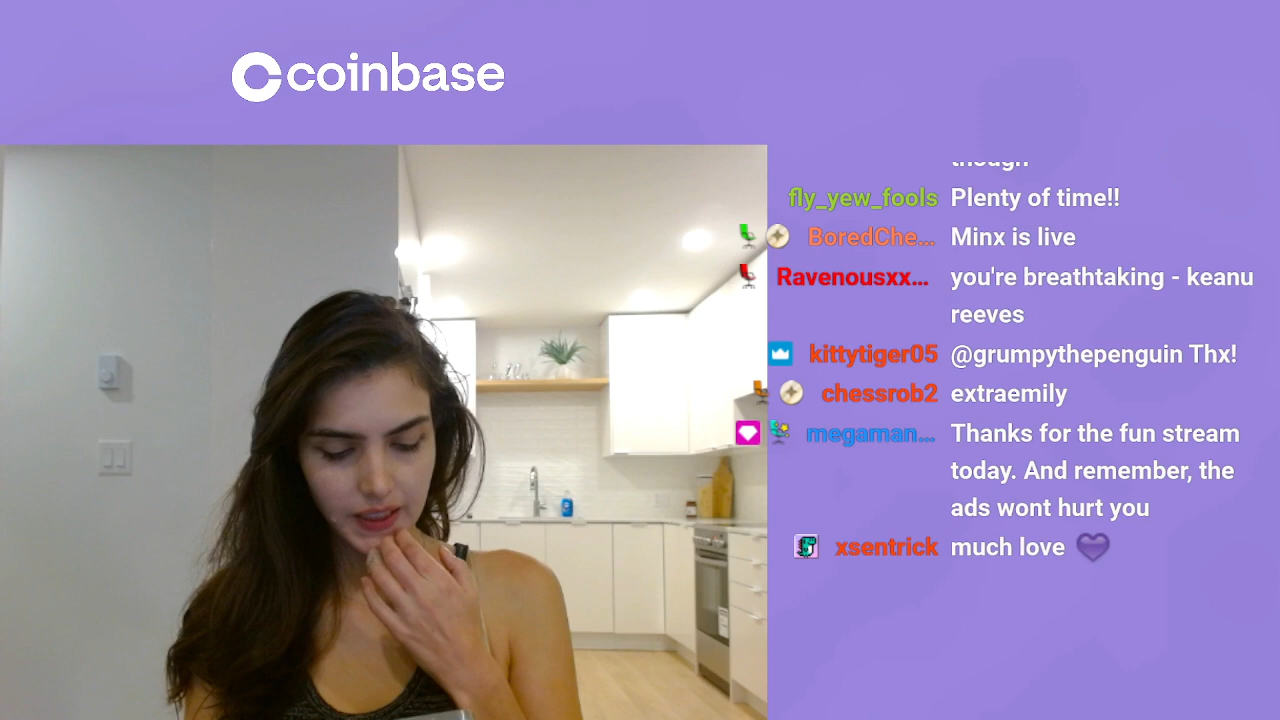 coinbase
though
fly_yew_fools Plenty of time!!
BoredChe... Minx is live
Ravenousxx... you're breathtaking - keanu
reeves
kittytiger05 @grumpythepenguin Thx!
chessrob2 extraemily
megaman... Thanks for the fun stream
today. And remember, the
ads wont hurt you
xsentrick much love